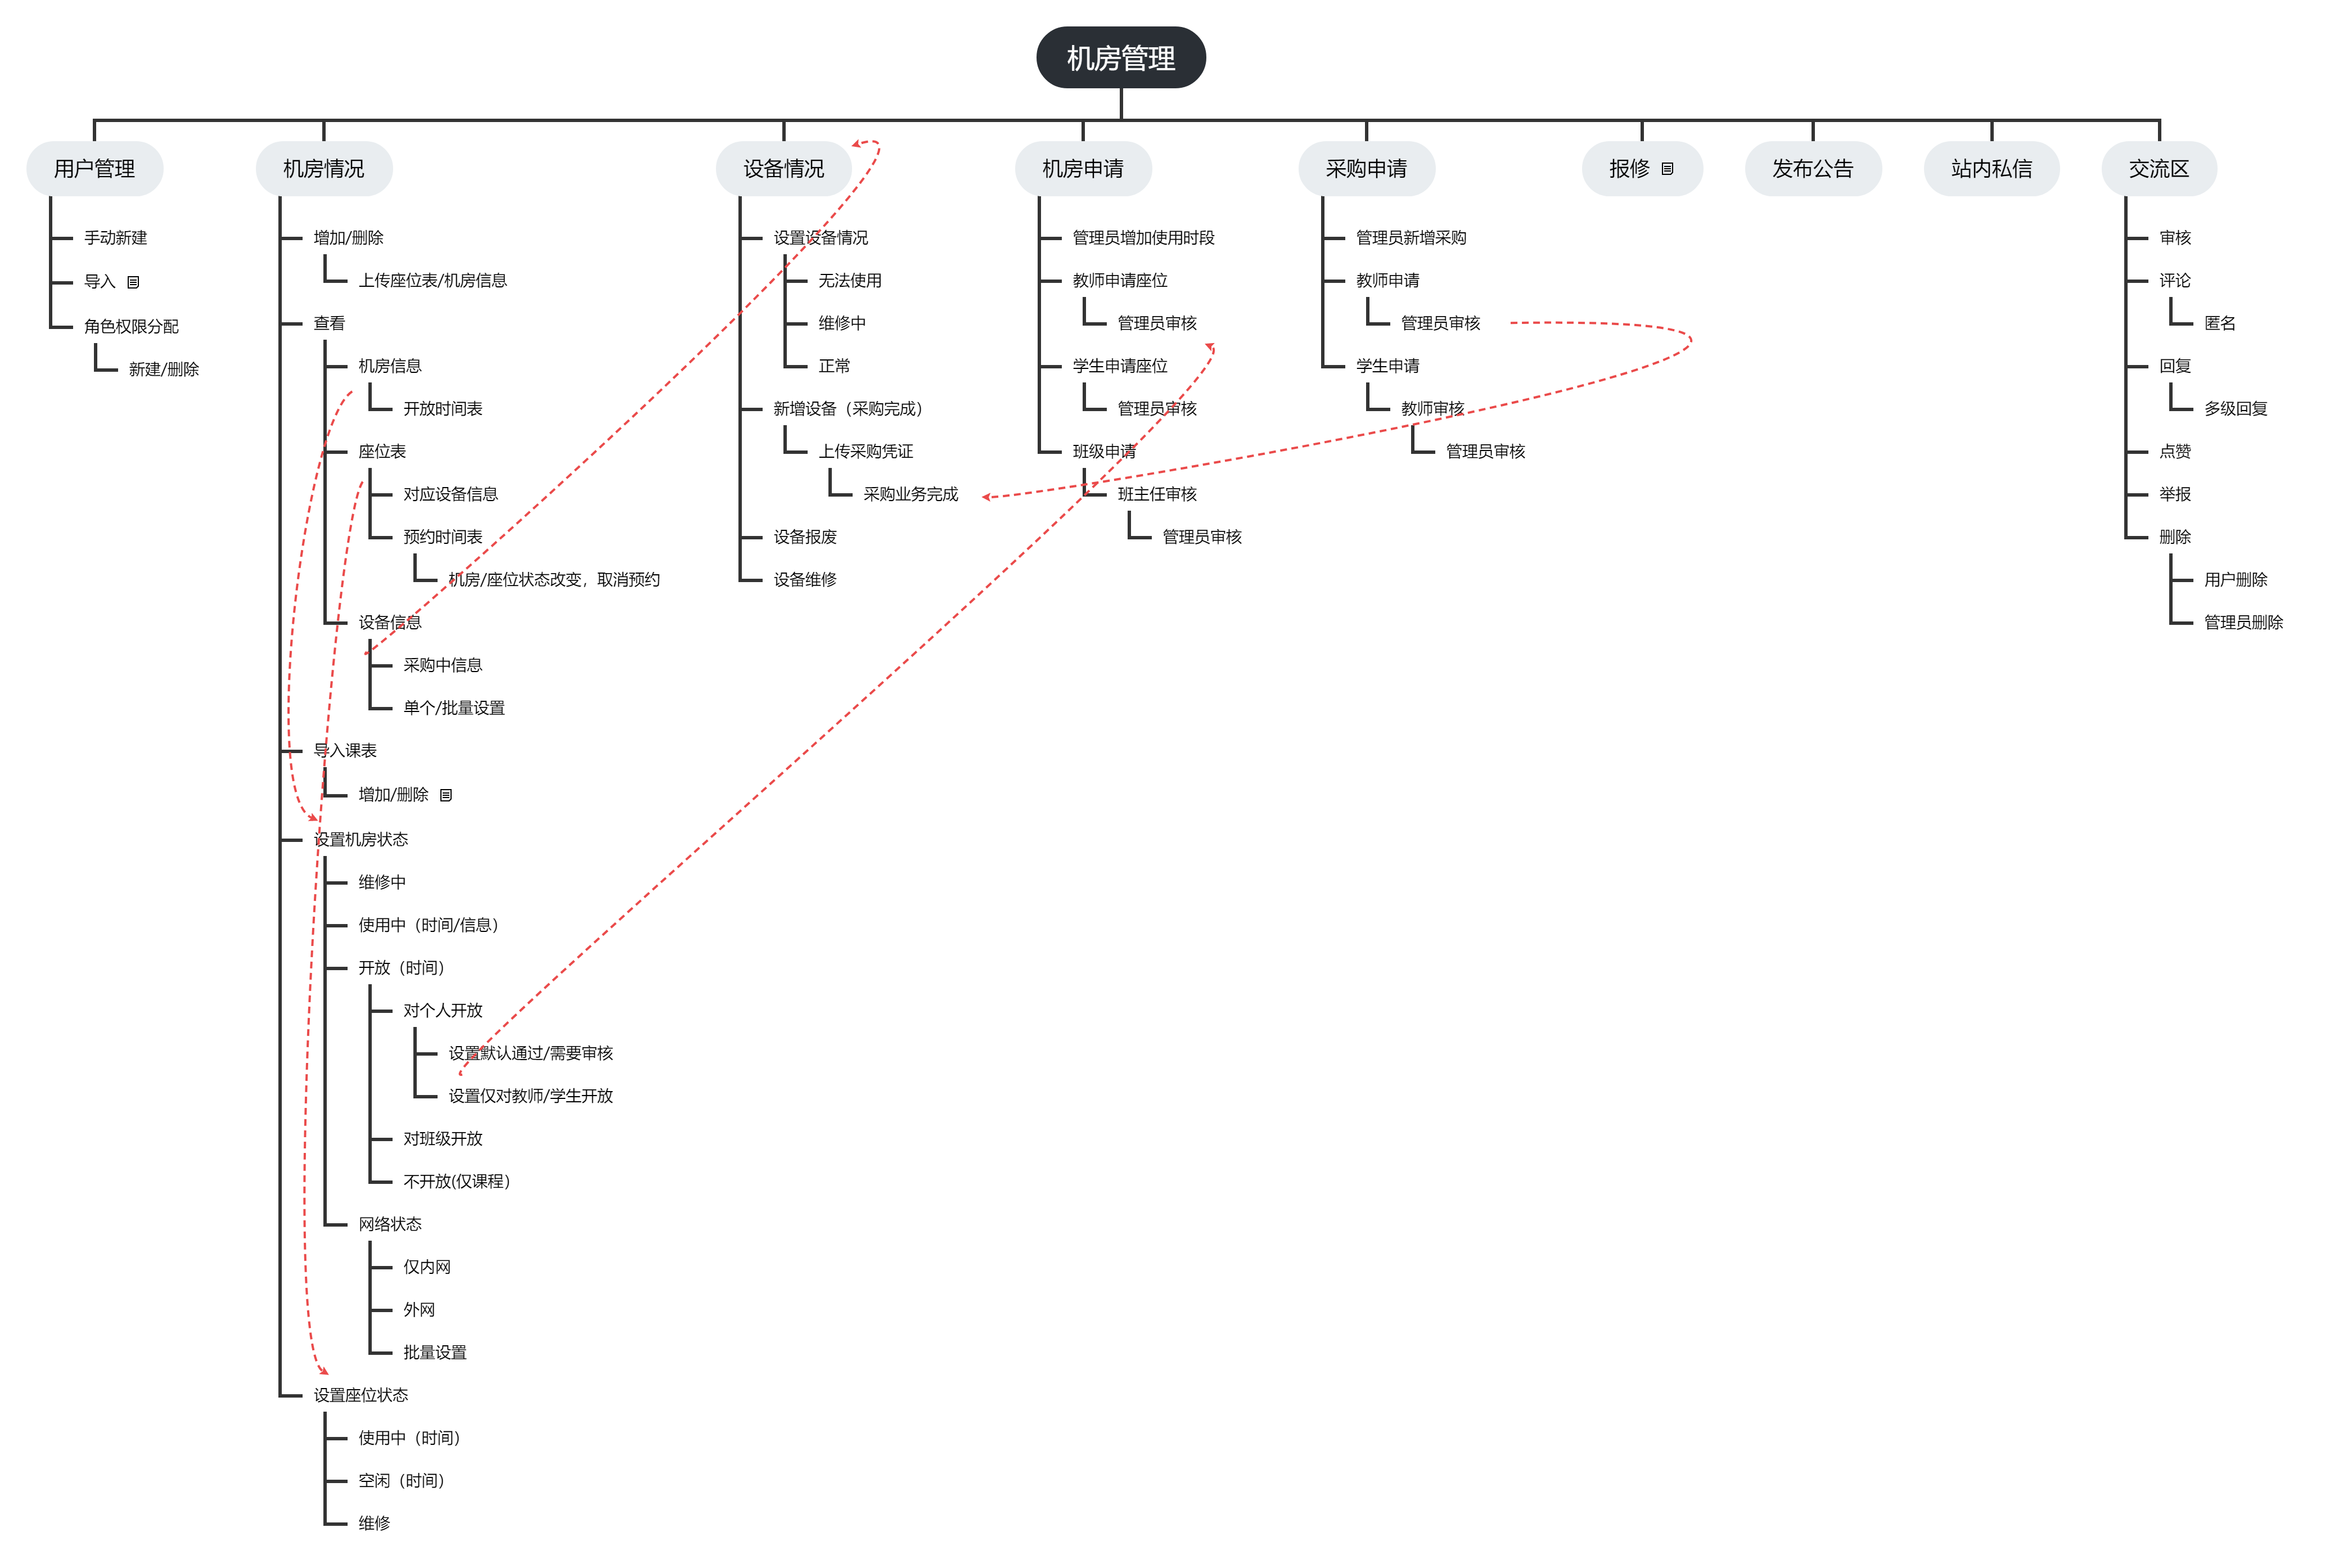 机房管理
用户管理
手动新建
导入
角色权限分配
新建/删除
机房情况
增加/删除
上传座位表/机房信息
查看
机房信息
开放时间表
座位表
对应设备信息
预约时间表
机房/座位状态改变，取消预约
设备信息
采购中信息
单个/批量设置
导入课表
增加/删除
设置机房状态
维修中
使用中（时间/信息）
开放（时间）
对个人开放
设置默认通过/需要审核
设置仅对教师/学生开放
对班级开放
不开放(仅课程）
网络状态
仅内网
外网
批量设置
设置座位状态
使用中（时间）
空闲（时间）
维修
设备情况
设置设备情况
无法使用
维修中
正常
新增设备（采购完成）
上传采购凭证
采购业务完成
设备报废
设备维修
机房申请
管理员增加使用时段
教师申请座位
管理员审核
学生申请座位
管理员审核
班级申请
班主任审核
管理员审核
采购申请
管理员新增采购
教师申请
管理员审核
学生申请
教师审核
管理员审核
报修
发布公告
站内私信
交流区
审核
评论
匿名
回复
多级回复
点赞
举报
删除
用户删除
管理员删除